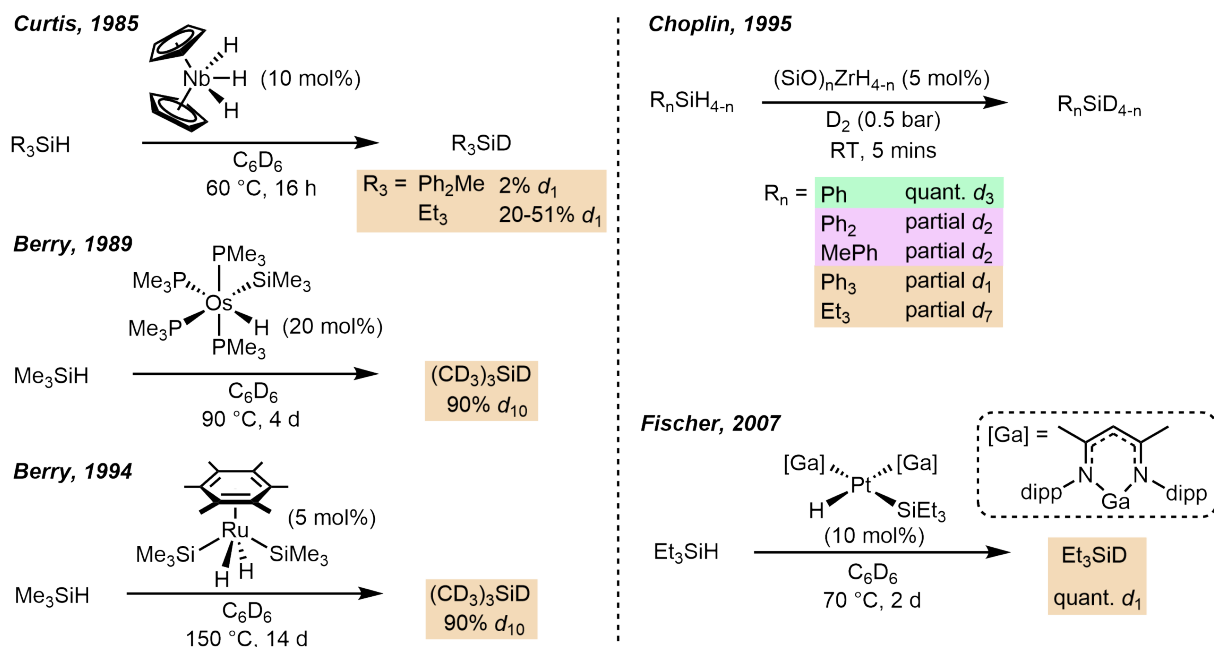 Curtis, 1985
Nb
H
H
H
(10 mol%)
R₃SiH
C₆D₆
60 °C, 16 h
R₃SiD
R₃ = Ph₂Me 2% d₁
Et₃ 20-51% d₁
Berry, 1989
PMe₃
Me₃P
SiMe₃
Os
Me₃P
H
(20 mol%)
PMe₃
Me₃SiH
C₆D₆
90 °C, 4 d
(CD₃)₃SiD
90% d₁₀
Berry, 1994
(5 mol%)
Ru
Me₃Si
SiMe₃
H
H
Me₃SiH
C₆D₆
150 °C, 14 d
(CD₃)₃SiD
90% d₁₀
Choplin, 1995
RₙSiH₄₋ₙ
(SiO)ₙZrH₄₋ₙ (5 mol%)
D₂ (0.5 bar)
RT, 5 mins
RₙSiD₄₋ₙ
Rₙ = Ph quant. d₃
Ph₂ partial d₂
MePh partial d₂
Ph₃ partial d₁
Et₃ partial d₇
Fischer, 2007
[Ga] =
N
N
dipp
Ga
dipp
[Ga]
[Ga]
Pt
H
SiEt₃
(10 mol%)
Et₃SiH
C₆D₆
70 °C, 2 d
Et₃SiD
quant. d₁